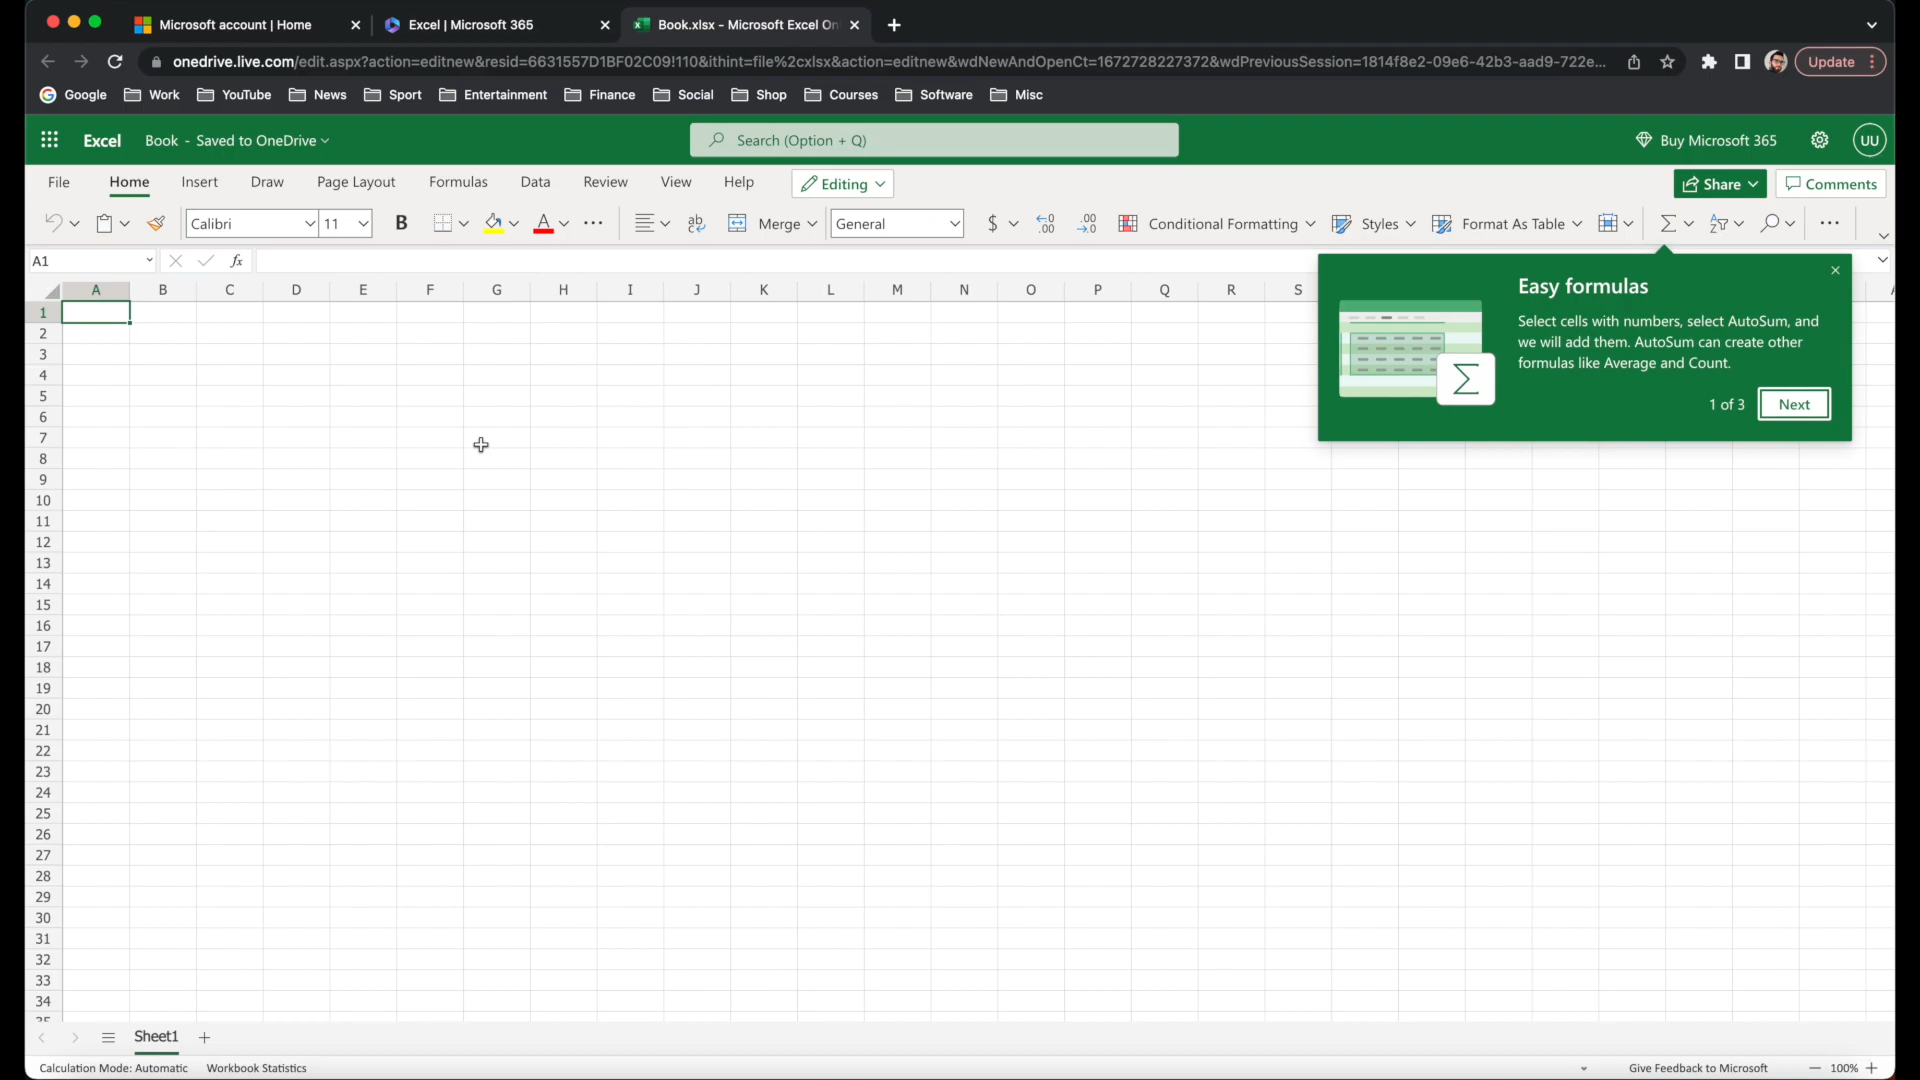 Microsoft account | Home
Excel | Microsoft 365
Book.xlsx - Microsoft Excel On
onedrive.live.com/edit.aspx?action=editnew&resid=6631557D1BF02C09!110&ithint=file%2cxlsx&action=editnew&wdNewAndOpenCt=1672728227372&wdPreviousSession=1814f8e2-09e6-42b3-aad9-722e...
Update
Google Work YouTube News Sport Entertainment Finance Social Shop Courses Software Misc
Excel Book - Saved to OneDrive
Search (Option + Q)
Buy Microsoft 365
UU
File Home Insert Draw Page Layout Formulas Data Review View Help Editing Share Comments
Calibri 11 B A ab Merge General $ .00 .00 Conditional Formatting Styles Format As Table
A1 fx
A B C D E F G H I J K L M N O P Q R S
Easy formulas
Select cells with numbers, select AutoSum, and
we will add them. AutoSum can create other
formulas like Average and Count.
1 of 3 Next
1
2
3
4
5
6
7
8
9
10
11
12
13
14
15
16
17
18
19
20
21
22
23
24
25
26
27
28
29
30
31
32
33
34
35
Sheet1
Calculation Mode: Automatic Workbook Statistics
Give Feedback to Microsoft 100%